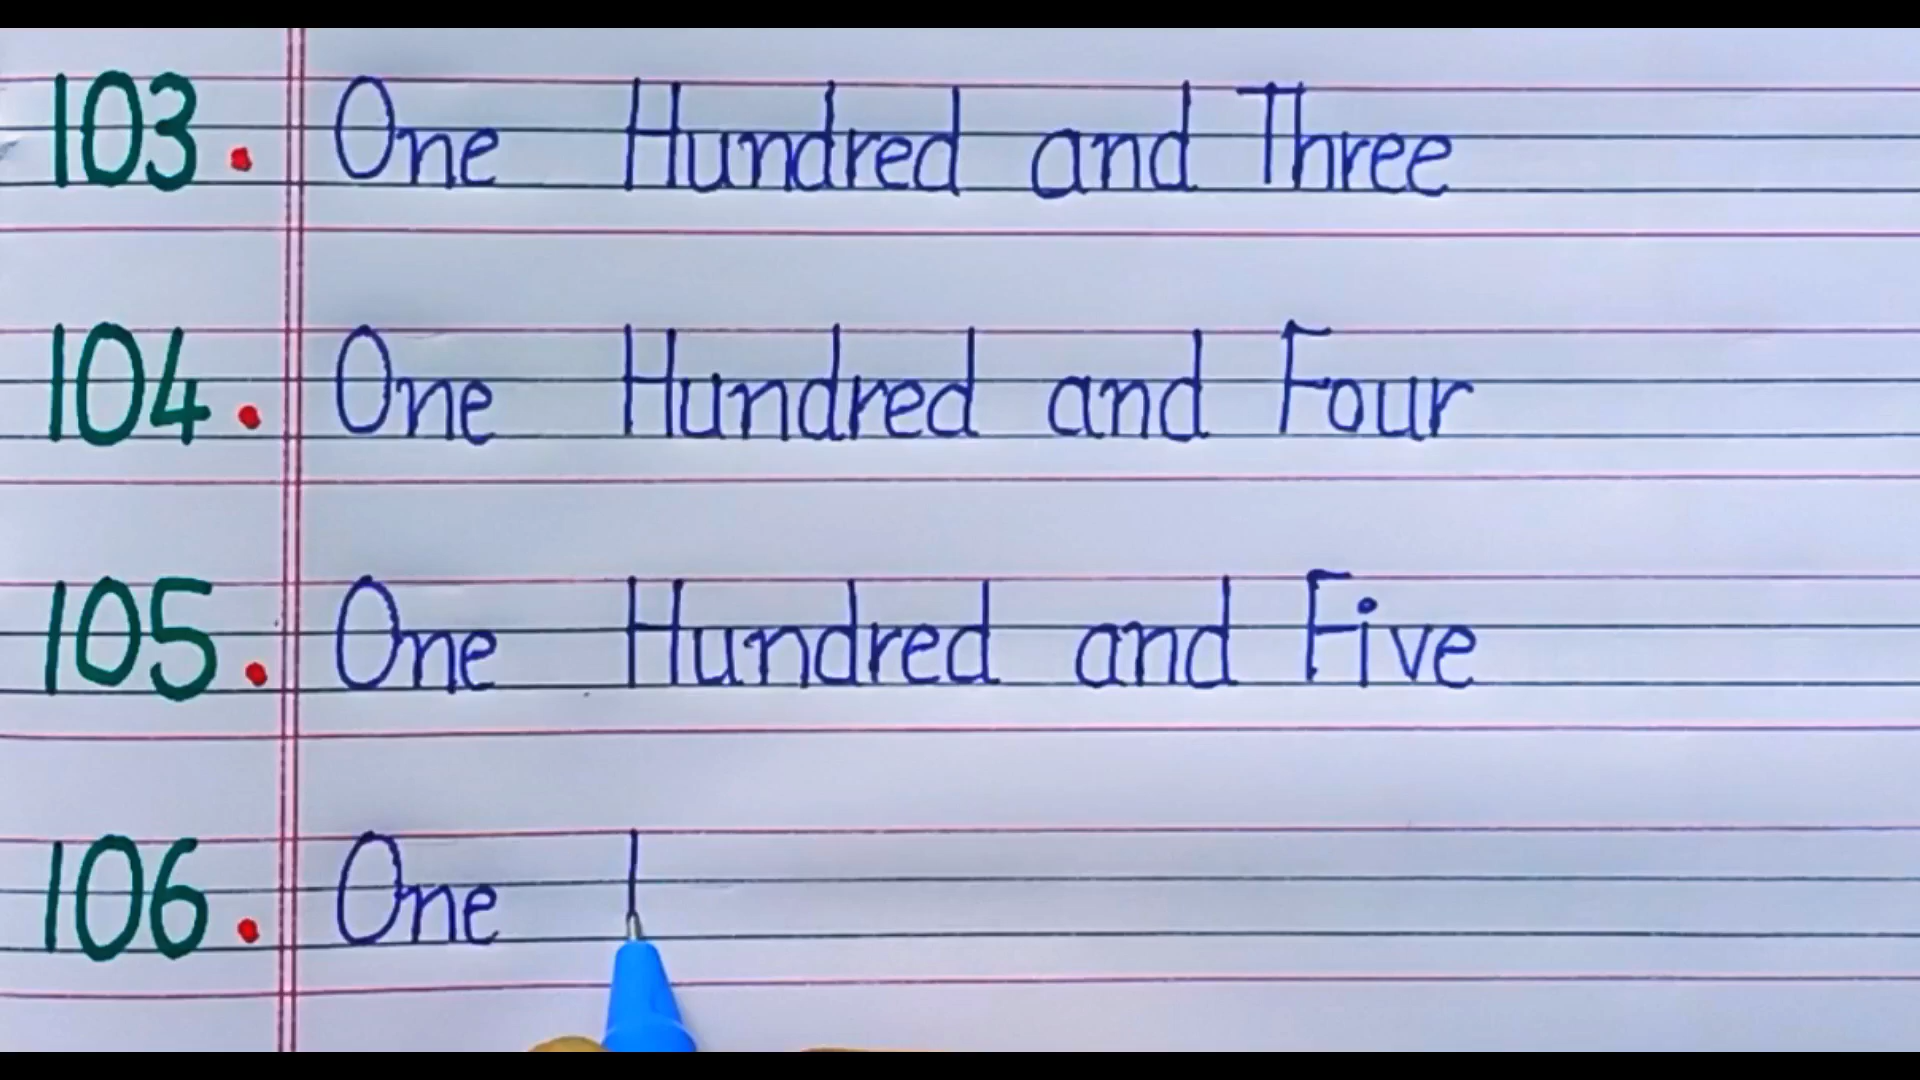 103. One Hundred and Three
104. One Hundred and Four
105. One Hundred and Five
106. One